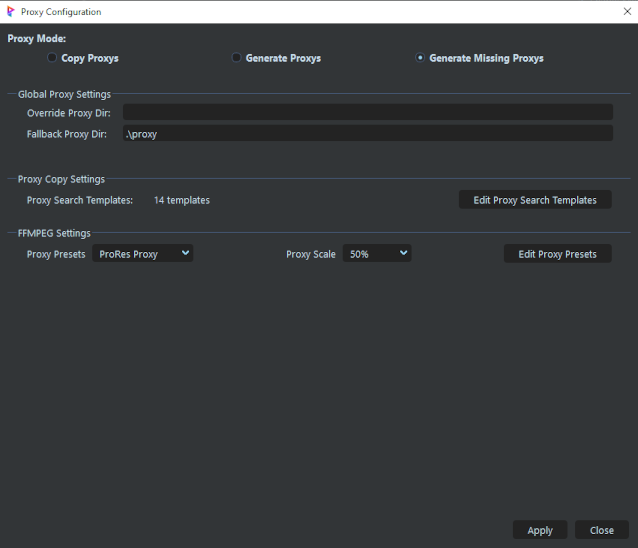 Proxy Configuration
Proxy Mode:
Copy Proxys Generate Proxys Generate Missing Proxys
Global Proxy Settings
Override Proxy Dir:
Fallback Proxy Dir: .\proxy
Proxy Copy Settings
Proxy Search Templates: 14 templates Edit Proxy Search Templates
FFMPEG Settings
Proxy Presets ProRes Proxy Proxy Scale 50% Edit Proxy Presets
Apply Close